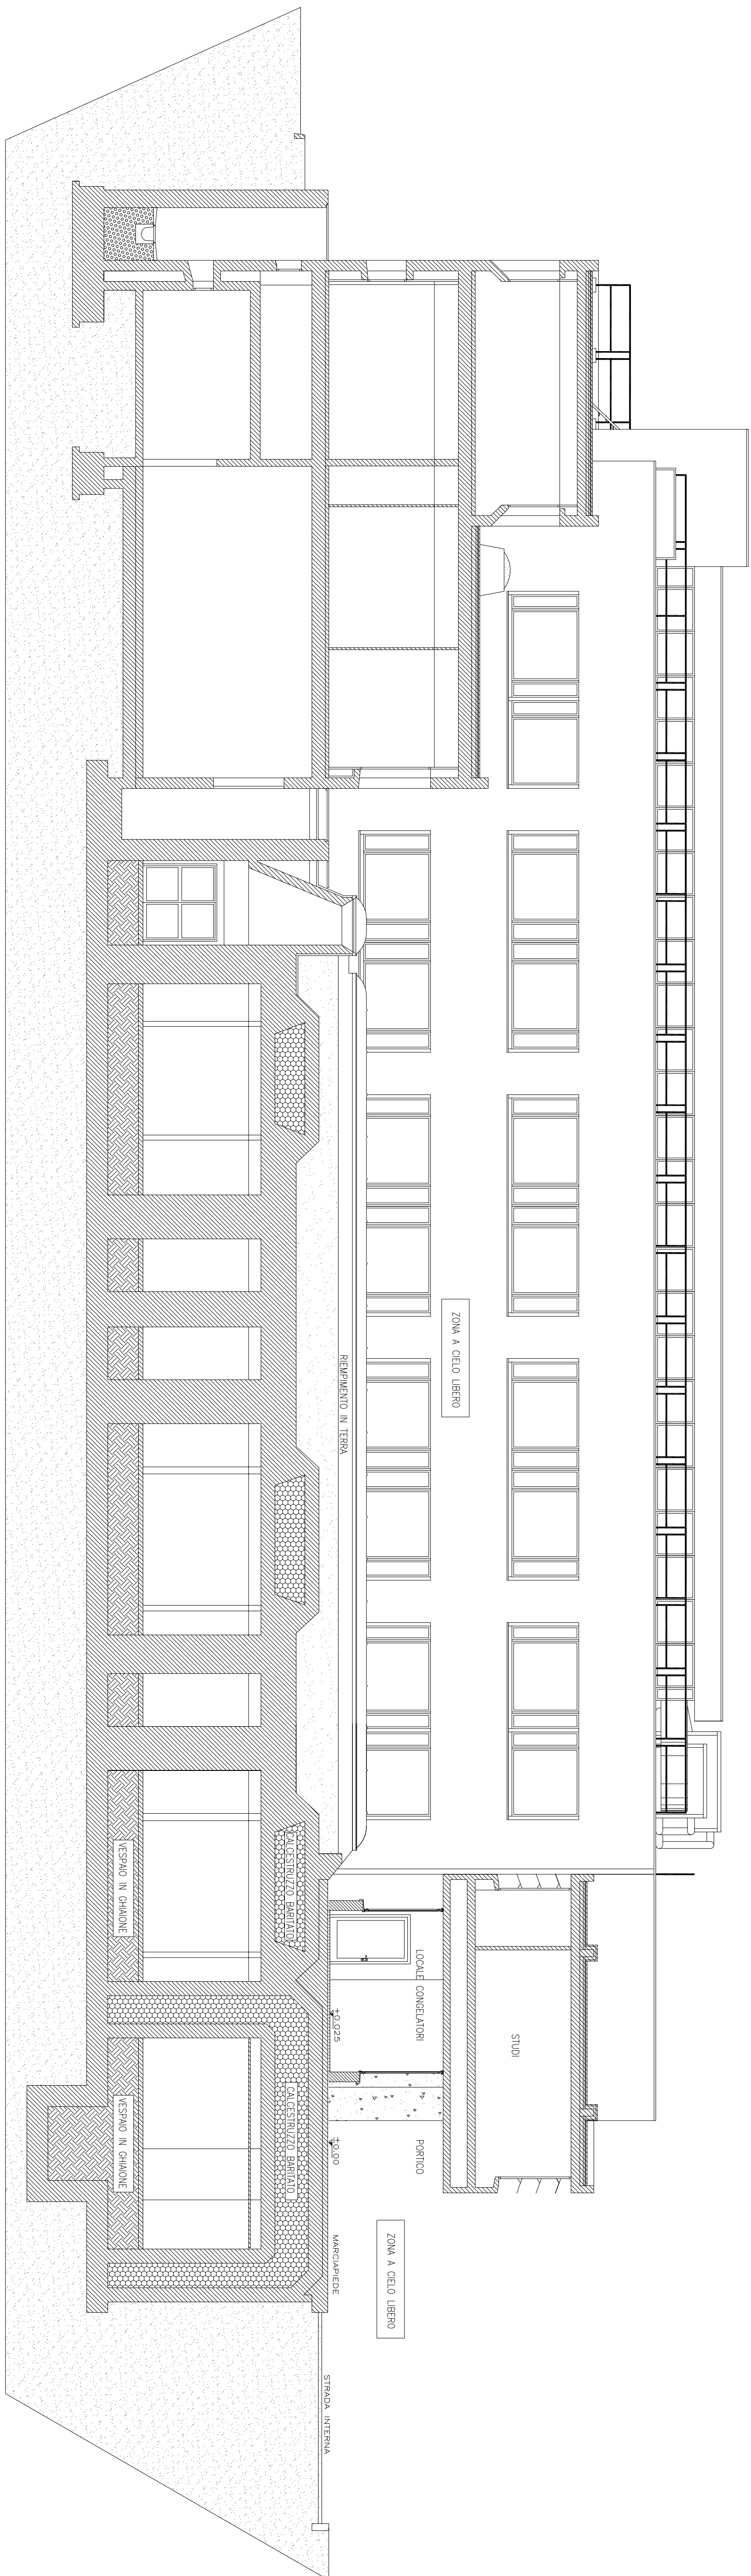 ZONA A CIELO LIBERO
RIEMPIMENTO IN TERRA
STUDI
LOCALE CONGELATORI
PORTICO
ZONA A CIELO LIBERO
+0.025
±0.00
MARCIAPIEDE
STRADA INTERNA
CALCESTRUZZO BARITATO
CALCESTRUZZO BARITATO
VESPAIO IN GHIAIONE
VESPAIO IN GHIAIONE